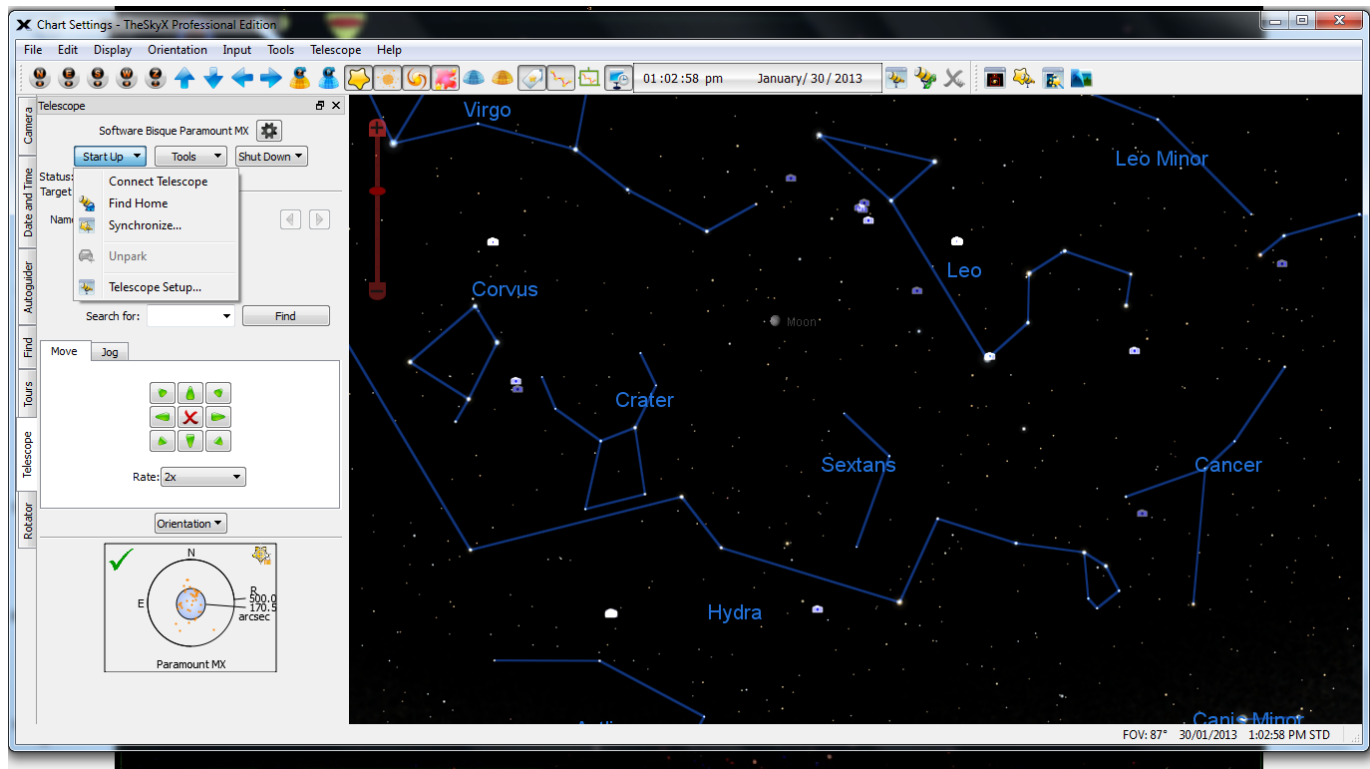 Chart Settings - TheSkyX Professional Edition
File Edit Display Orientation Input Tools Telescope Help
N E S W Z
01:02:58 pm January/ 30 / 2013
Telescope
Software Bisque Paramount MX
Start Up Tools Shut Down
Connect Telescope
Find Home
Synchronize...
Unpark
Telescope Setup...
Status:
Target
Search for: Find
Move Jog
Rate: 2x
Orientation
N
E
R
500.0
170.5
arcsec
Paramount MX
Camera
Date and Time
Autoguider
Find
Tours
Telescope
Rotator
Virgo
Leo Minor
Leo
Corvus
Moon
Crater
Sextans
Cancer
Hydra
Canis Minor
FOV: 87° 30/01/2013 1:02:58 PM STD